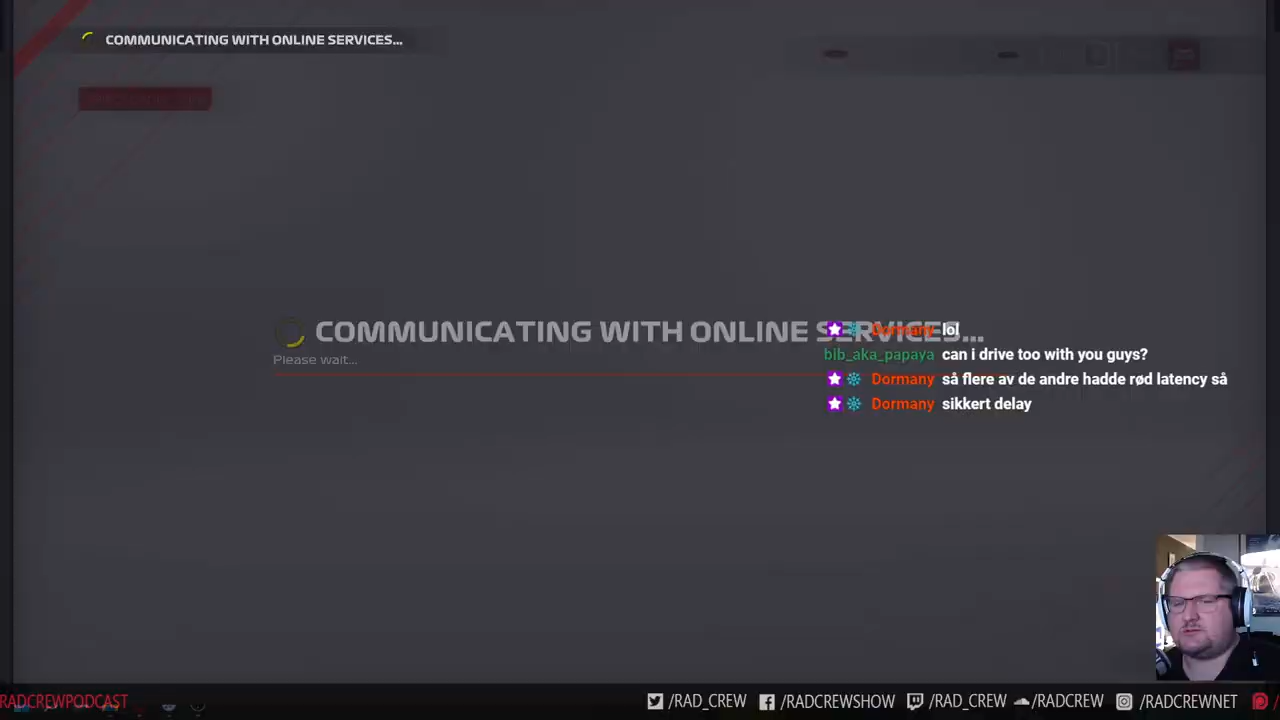 COMMUNICATING WITH ONLINE SERVICES...
COMMUNICATING WITH ONLINE SERVICES...
Please wait...
Dormany lol
bib_aka_papaya can i drive too with you guys?
Dormany så flere av de andre hadde rød latency så
Dormany sikkert delay
RADCREWPODCAST /RAD_CREW /RADCREWSHOW /RAD_CREW /RADCREW /RADCREWNET